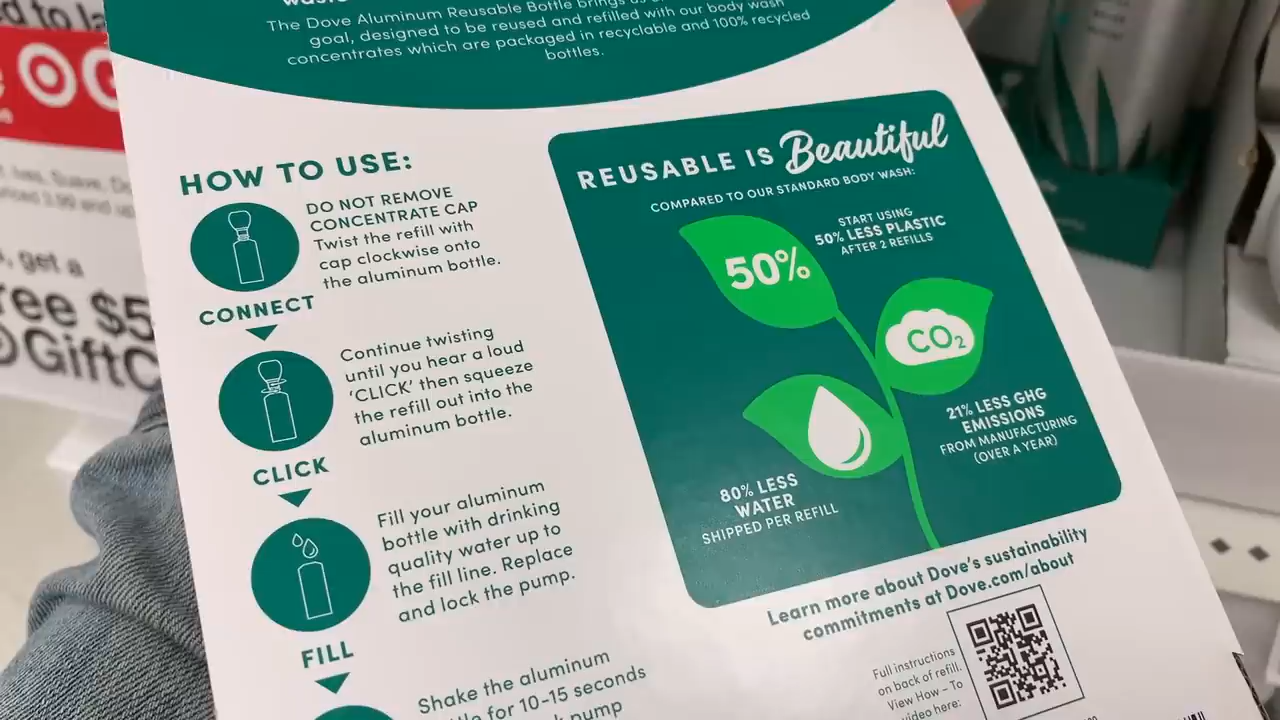 The Dove Aluminum Reusable Bottle brings us
goal, designed to be reused and refilled with our body wash
concentrates which are packaged in recyclable and 100% recycled
bottles.
HOW TO USE:
DO NOT REMOVE
CONCENTRATE CAP
Twist the refill with
cap clockwise onto
the aluminum bottle.
CONNECT
Continue twisting
until you hear a loud
'CLICK' then squeeze
the refill out into the
aluminum bottle.
CLICK
Fill your aluminum
bottle with drinking
quality water up to
the fill line. Replace
and lock the pump.
FILL
Shake the aluminum
for 10-15 seconds
pump
REUSABLE IS Beautiful
COMPARED TO OUR STANDARD BODY WASH:
50%
START USING
50% LESS PLASTIC
AFTER 2 REFILLS
CO₂
21% LESS GHG
EMISSIONS
FROM MANUFACTURING
(OVER A YEAR)
80% LESS
WATER
SHIPPED PER REFILL
Learn more about Dove's sustainability
commitments at Dove.com/about
Full instructions
on back of refill.
View How - To
video here:
get a
$5